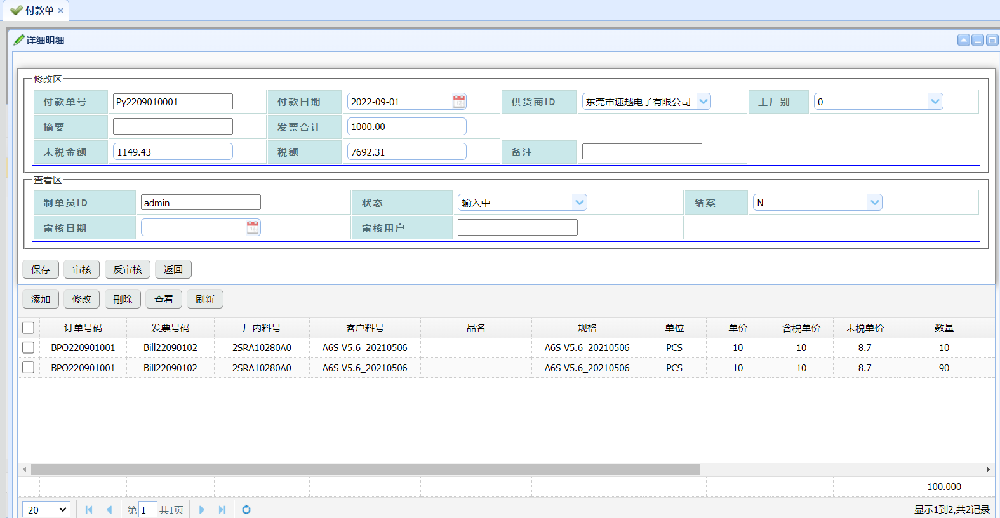 付款单
详细明细
修改区
付款单号 Py2209010001 付款日期 2022-09-01 供货商ID 东莞市速越电子有限公司 工厂别 0
摘要 发票合计 1000.00
未税金额 1149.43 税额 7692.31 备注
查看区
制单员ID admin 状态 输入中 结案 N
审核日期 审核用户
保存 审核 反审核 返回
添加 修改 刪除 查看 刷新
订单号码 发票号码 厂内料号 客户料号 品名 规格 单位 单价 含税单价 未税单价 数量
BPO220901001 Bill22090102 2SRA10280A0 A6S V5.6_20210506 A6S V5.6_20210506 PCS 10 10 8.7 10
BPO220901001 Bill22090102 2SRA10280A0 A6S V5.6_20210506 A6S V5.6_20210506 PCS 10 10 8.7 90
100.000
20 第 1 共1页 显示1到2,共2记录